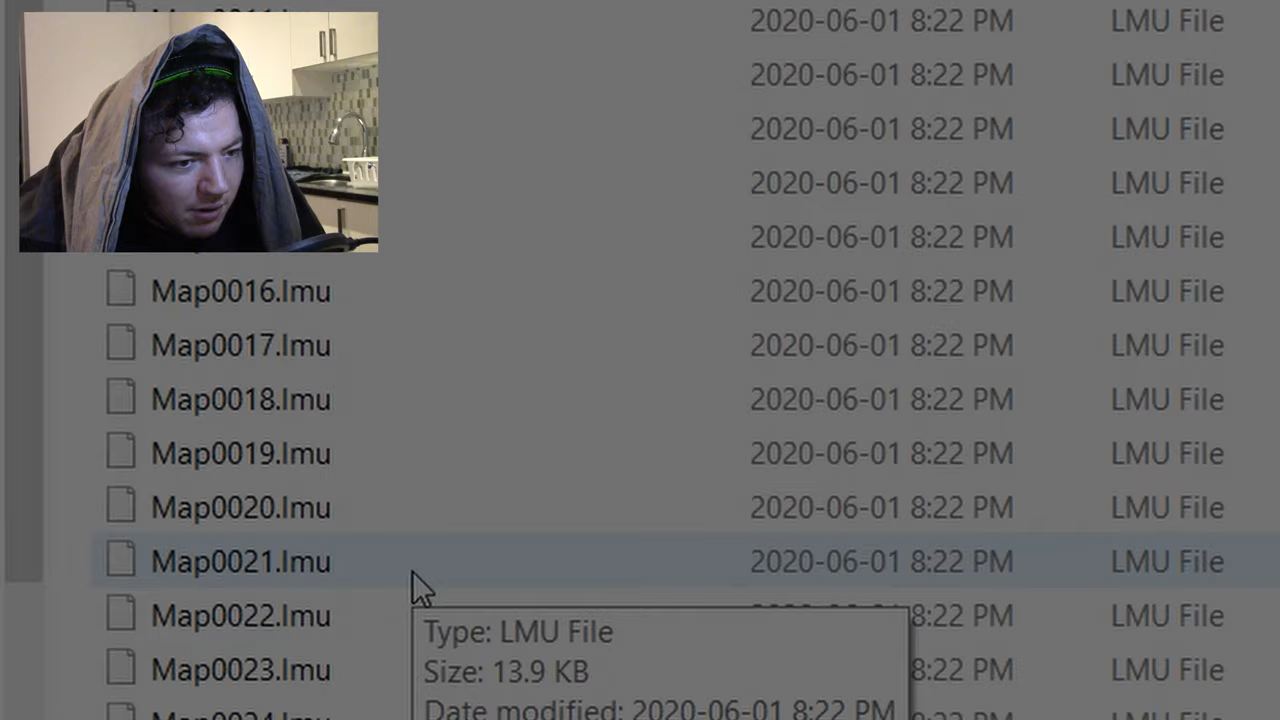 2020-06-01 8:22 PM LMU File
2020-06-01 8:22 PM LMU File
2020-06-01 8:22 PM LMU File
2020-06-01 8:22 PM LMU File
2020-06-01 8:22 PM LMU File
Map0016.lmu 2020-06-01 8:22 PM LMU File
Map0017.lmu 2020-06-01 8:22 PM LMU File
Map0018.lmu 2020-06-01 8:22 PM LMU File
Map0019.lmu 2020-06-01 8:22 PM LMU File
Map0020.lmu 2020-06-01 8:22 PM LMU File
Map0021.lmu 2020-06-01 8:22 PM LMU File
Map0022.lmu 8:22 PM LMU File
Type: LMU File
Map0023.lmu 8:22 PM LMU File
Size: 13.9 KB
Date modified: 2020-06-01 8:22 PM